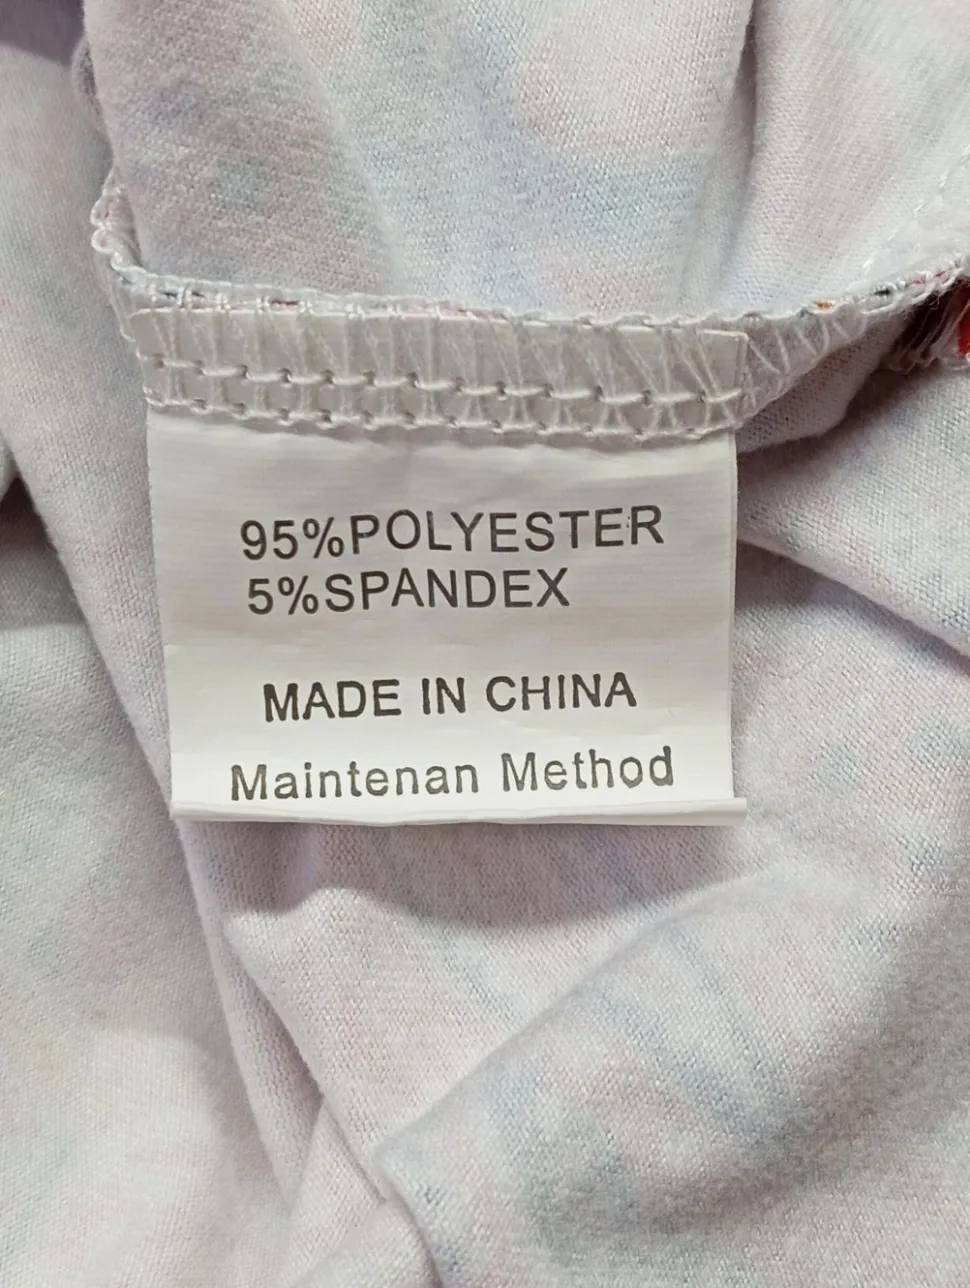 95%POLYESTER
5%SPANDEX
MADE IN CHINA
Maintenan Method